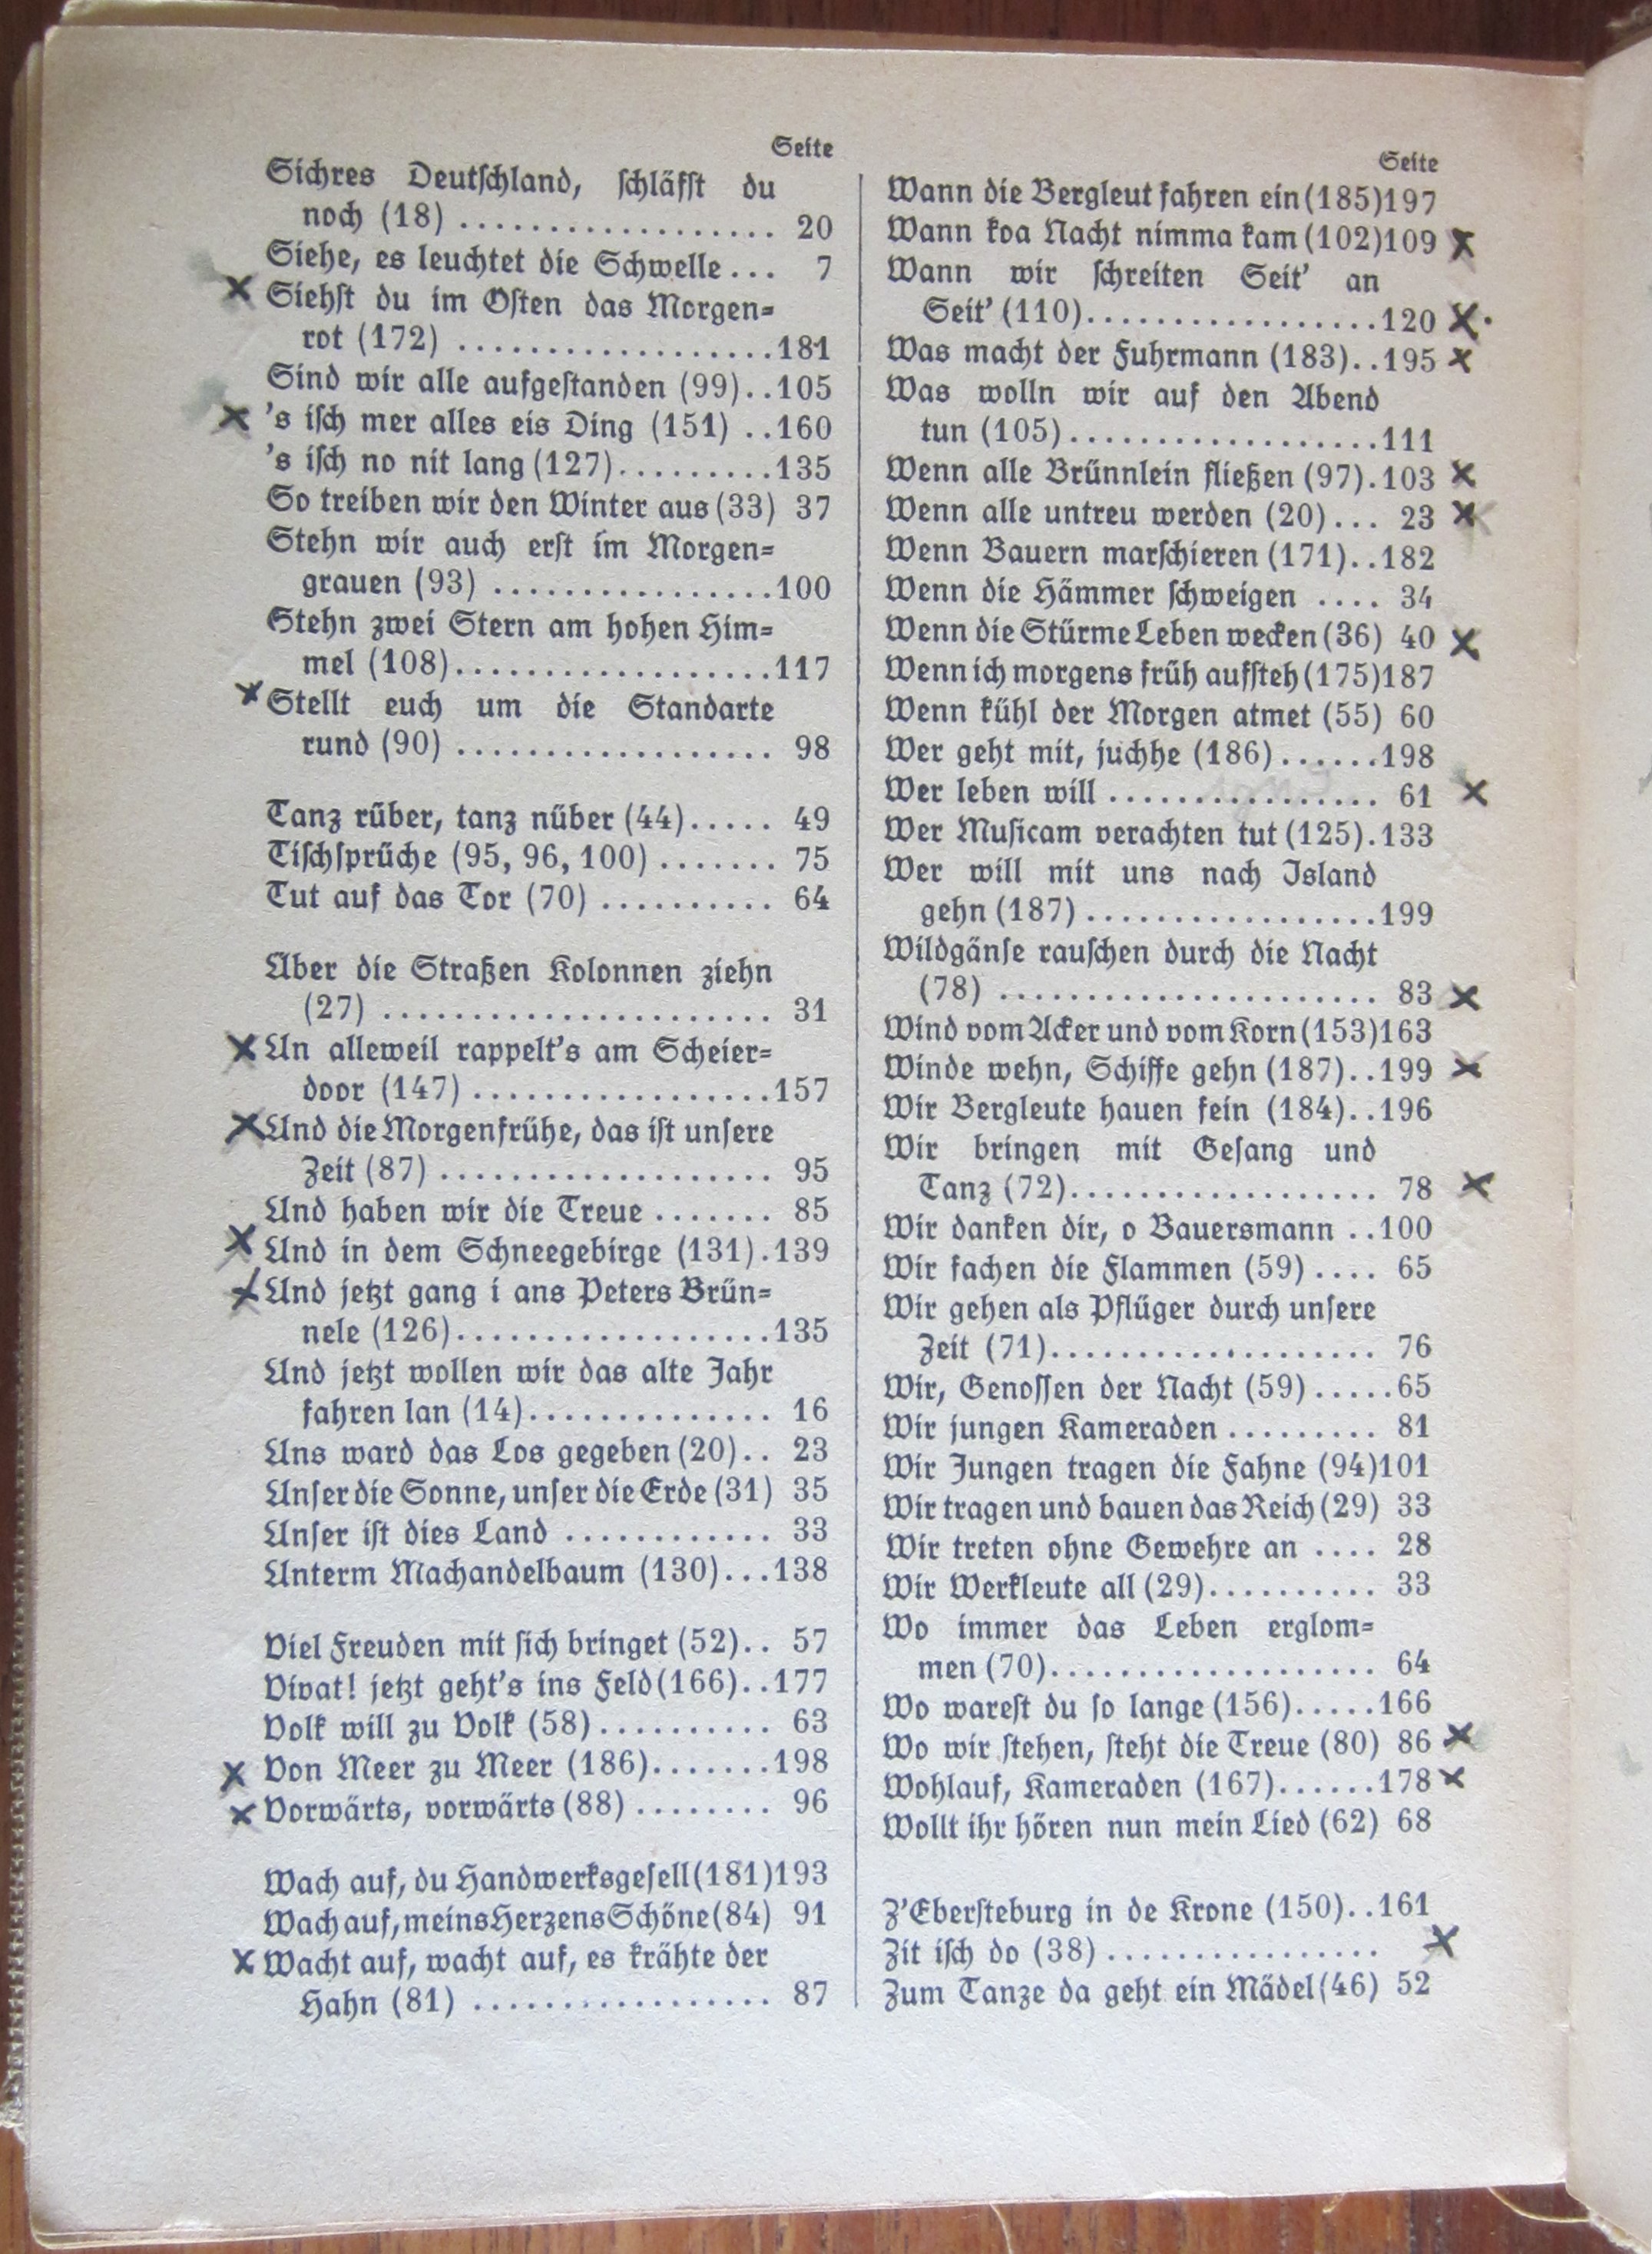 Seite
Sichres Deutschland, schläfst du
noch (18) .................. 20
Siehe, es leuchtet die Schwelle... 7
x Siehst du im Osten das Morgen=
rot (172) ..................181
Sind wir alle aufgestanden (99)..105
x 's isch mer alles eis Ding (151) ..160
's isch no nit lang (127).........135
So treiben wir den Winter aus (33) 37
Stehn wir auch erst im Morgen=
grauen (93) ................100
Stehn zwei Stern am hohen Him=
mel (108)..................117
x Stellt euch um die Standarte
rund (90) .................. 98
Tanz rüber, tanz nüber (44)..... 49
Tischsprüche (95, 96, 100) ....... 75
Tut auf das Tor (70) .......... 64
Über die Straßen Kolonnen ziehn
(27) ...................... 31
x Un alleweil rappelt's am Scheier=
door (147) .................157
x Und die Morgenfrühe, das ist unsere
Zeit (87) ................... 95
Und haben wir die Treue ....... 85
x Und in dem Schneegebirge (131).139
x Und jetzt gang i ans Peters Brün=
nele (126)..................135
Und jetzt wollen wir das alte Jahr
fahren lan (14).............. 16
Uns ward das Los gegeben (20).. 23
Unser die Sonne, unser die Erde (31) 35
Unser ist dies Land ............ 33
Unterm Machandelbaum (130)...138
Viel Freuden mit sich bringet (52).. 57
Vivat! jetzt geht's ins Feld (166)..177
Volk will zu Volk (58).......... 63
x Von Meer zu Meer (186).......198
x Vorwärts, vorwärts (88) ........ 96
Wach auf, du Handwerksgesell (181)193
Wach auf, meins Herzens Schöne (84) 91
x Wacht auf, wacht auf, es krähte der
Hahn (81) ................. 87
Seite
Wann die Bergleut fahren ein (185)197
Wann koa Nacht nimma kam (102)109 x
Wann wir schreiten Seit' an
Seit' (110)................120 x.
Was macht der Fuhrmann (183)..195 x
Was wolln wir auf den Abend
tun (105).................111
Wenn alle Brünnlein fließen (97).103 x
Wenn alle untreu werden (20)... 23 x
Wenn Bauern marschieren (171)..182
Wenn die Hämmer schweigen .... 34
Wenn die Stürme Leben wecken (36) 40 x
Wenn ich morgens früh aufsteh (175)187
Wenn kühl der Morgen atmet (55) 60
Wer geht mit, juchhe (186)......198
Wer leben will ............... 61 x
Wer Musicam verachten tut (125).133
Wer will mit uns nach Island
gehn (187) ................199
Wildgänse rauschen durch die Nacht
(78) ..................... 83 x
Wind vom Acker und vom Korn (153)163
Winde wehn, Schiffe gehn (187)..199 x
Wir Bergleute hauen fein (184)..196
Wir bringen mit Gesang und
Tanz (72)................. 78 x
Wir danken dir, o Bauersmann ..100
Wir fachen die Flammen (59).... 65
Wir gehen als Pflüger durch unsere
Zeit (71).................. 76
Wir, Genossen der Nacht (59).....65
Wir jungen Kameraden ......... 81
Wir Jungen tragen die Fahne (94)101
Wir tragen und bauen das Reich (29) 33
Wir treten ohne Gewehre an .... 28
Wir Werkleute all (29).......... 33
Wo immer das Leben erglom=
men (70).................. 64
Wo warest du so lange (156).....166
Wo wir stehen, steht die Treue (80) 86 x
Wohlauf, Kameraden (167)......178 x
Wollt ihr hören nun mein Lied (62) 68
Z'Ebersteburg in de Krone (150)..161
Zit isch do (38)............... x
Zum Tanze da geht ein Mädel (46) 52